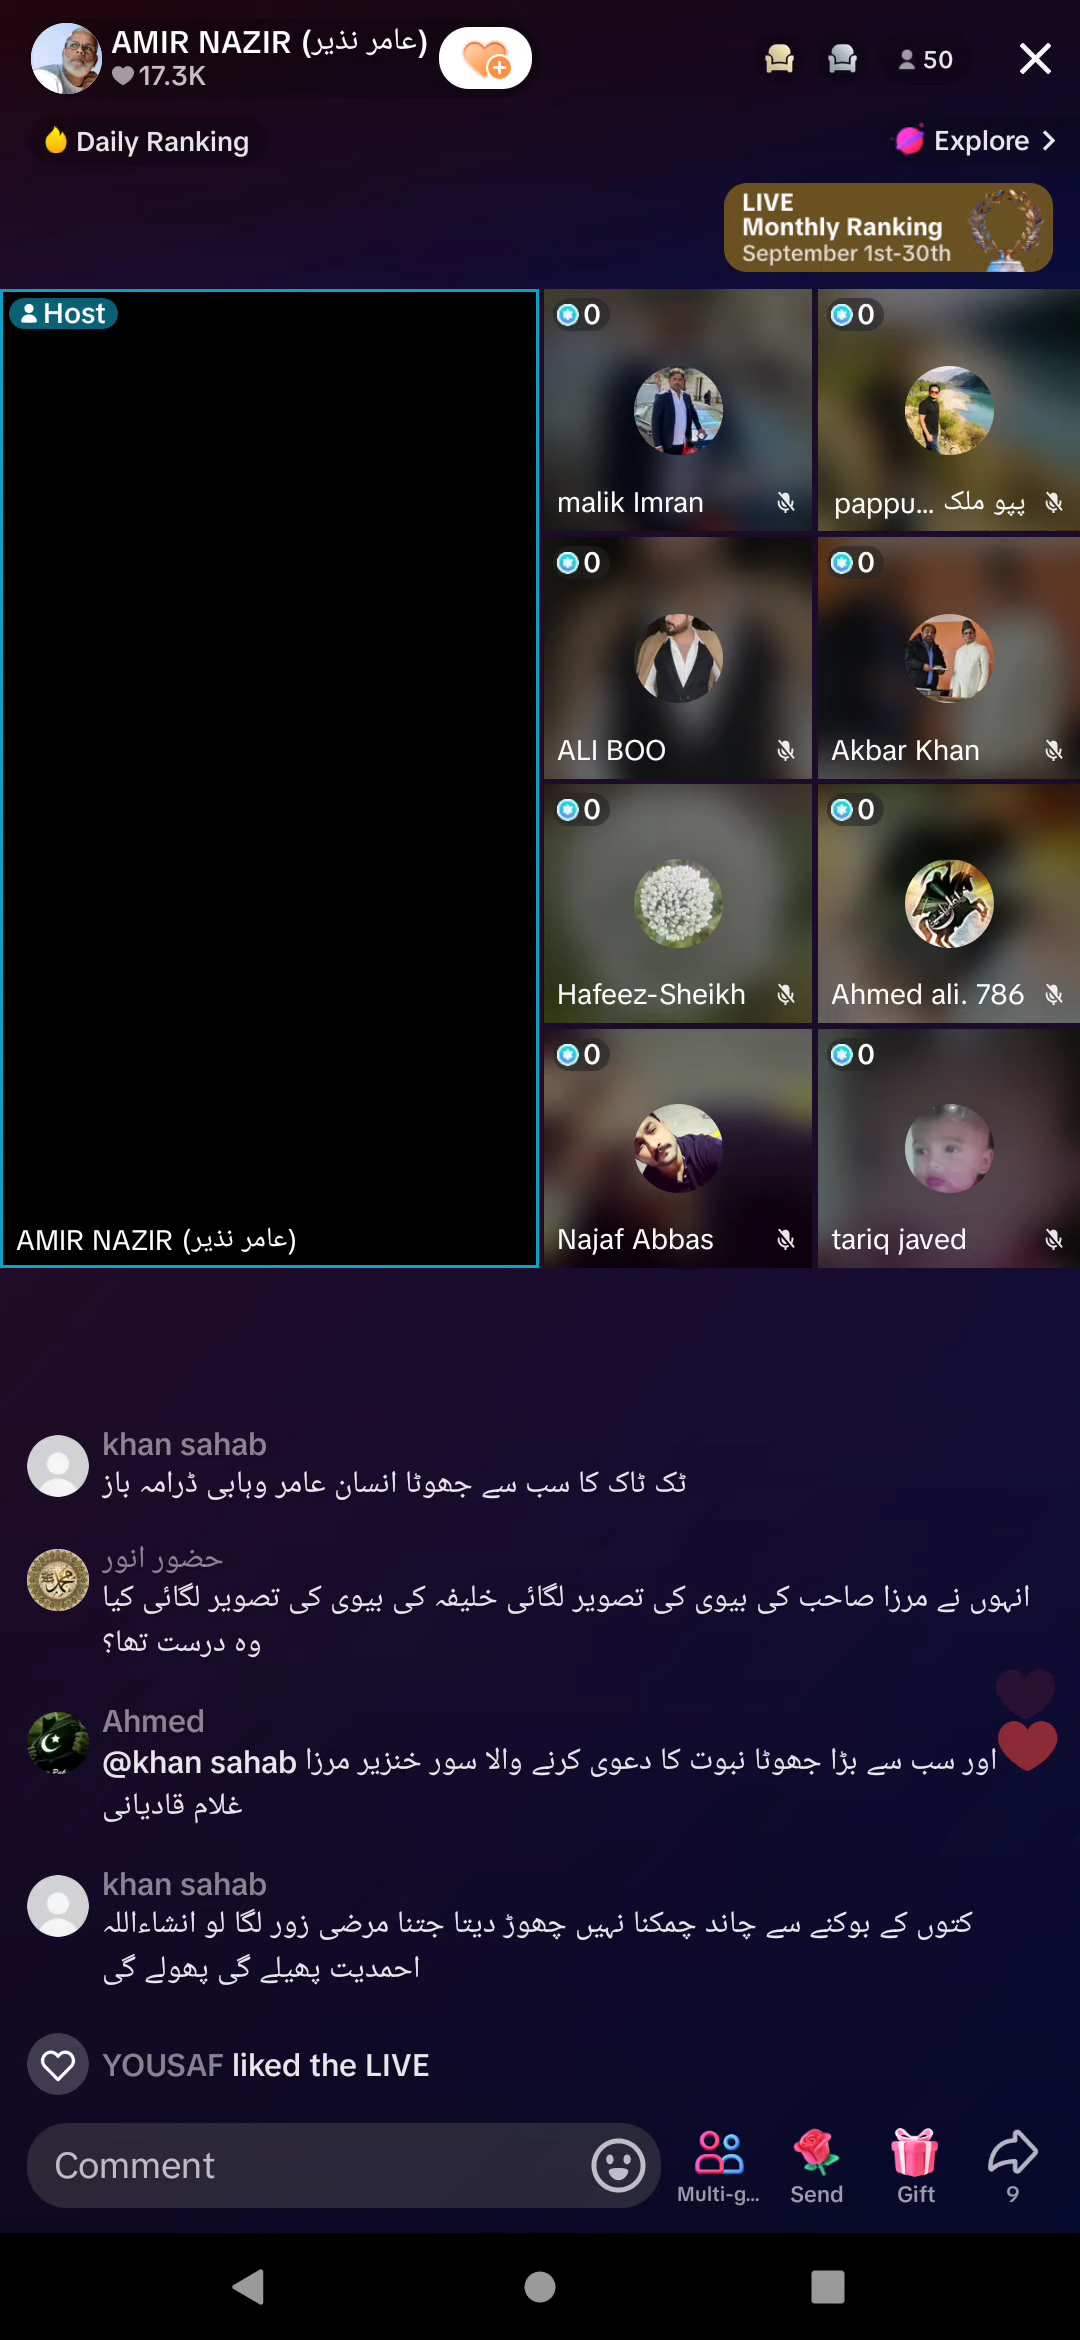 AMIR NAZIR (عامر نذیر)
17.3K
50
Daily Ranking
Explore
LIVE
Monthly Ranking
September 1st-30th
Host
AMIR NAZIR (عامر نذیر)
0
malik Imran
0
pappu... پپو ملک
0
ALI BOO
0
Akbar Khan
0
Hafeez-Sheikh
0
Ahmed ali. 786
0
Najaf Abbas
0
tariq javed
khan sahab
ٹک ٹاک کا سب سے جھوٹا انسان عامر وہابی ڈرامہ باز
حضور انور
انہوں نے مرزا صاحب کی بیوی کی تصویر لگائی خلیفہ کی بیوی کی تصویر لگائی کیا
وہ درست تھا؟
Ahmed
@khan sahab اور سب سے بڑا جھوٹا نبوت کا دعوی کرنے والا سور خنزیر مرزا
غلام قادیانی
khan sahab
کتوں کے بوکنے سے چاند چمکنا نہیں چھوڑ دیتا جتنا مرضی زور لگا لو انشاءاللہ
احمدیت پھیلے گی پھولے گی
YOUSAF liked the LIVE
Comment
Multi-g...
Send
Gift
9